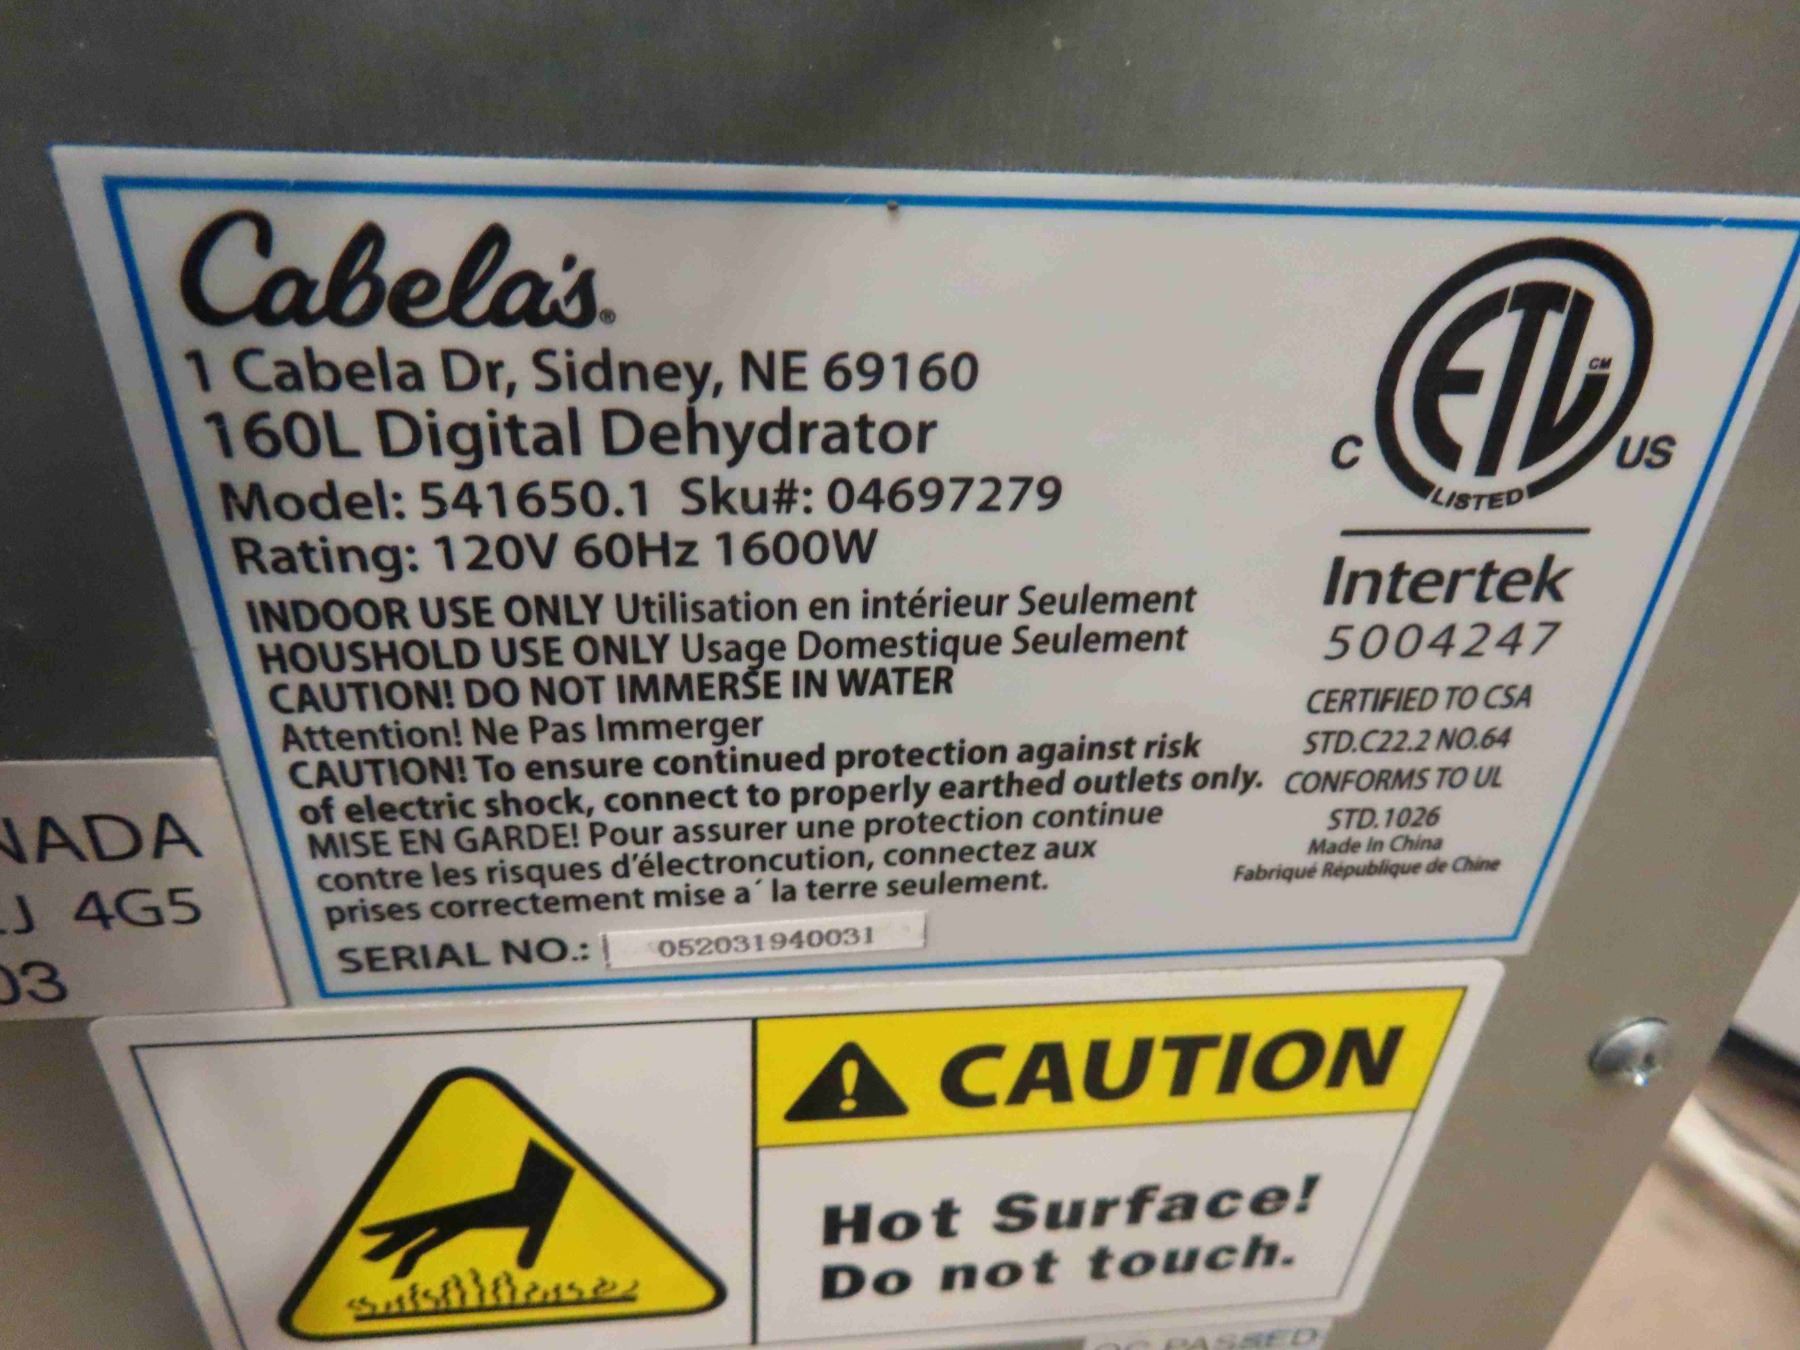 Cabela's®
1 Cabela Dr, Sidney, NE 69160
160L Digital Dehydrator
Model: 541650.1 Sku#: 04697279
Rating: 120V 60Hz 1600W
INDOOR USE ONLY Utilisation en intérieur Seulement
HOUSHOLD USE ONLY Usage Domestique Seulement
CAUTION! DO NOT IMMERSE IN WATER
Attention! Ne Pas Immerger
CAUTION! To ensure continued protection against risk
of electric shock, connect to properly earthed outlets only.
MISE EN GARDE! Pour assurer une protection continue
contre les risques d'électroncution, connectez aux
prises correctement mise a´ la terre seulement.
SERIAL NO.: 052031940031
ETL CM
C US
LISTED
Intertek
5004247
CERTIFIED TO CSA
STD.C22.2 NO.64
CONFORMS TO UL
STD.1026
Made In China
Fabriqué République de Chine
NADA
J 4G5
03
CAUTION
Hot Surface!
Do not touch.
QC PASSED